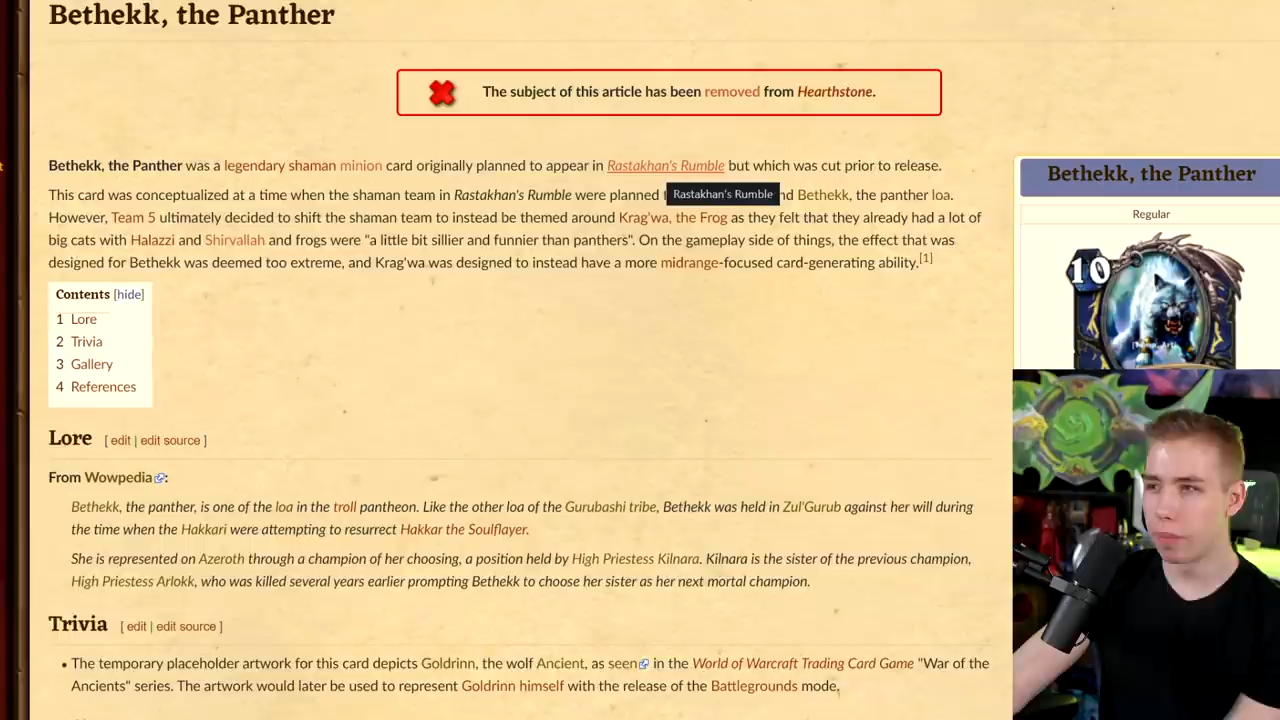 Bethekk, the Panther
The subject of this article has been removed from Hearthstone.
Bethekk, the Panther was a legendary shaman minion card originally planned to appear in Rastakhan's Rumble but which was cut prior to release.
This card was conceptualized at a time when the shaman team in Rastakhan's Rumble were planned Rastakhan's Rumble nd Bethekk, the panther loa.
However, Team 5 ultimately decided to shift the shaman team to instead be themed around Krag'wa, the Frog as they felt that they already had a lot of
big cats with Halazzi and Shirvallah and frogs were "a little bit sillier and funnier than panthers". On the gameplay side of things, the effect that was
designed for Bethekk was deemed too extreme, and Krag'wa was designed to instead have a more midrange-focused card-generating ability.[1]
Bethekk, the Panther
Regular
10
Contents [hide]
1 Lore
2 Trivia
3 Gallery
4 References
Lore [ edit | edit source ]
From Wowpedia:
Bethekk, the panther, is one of the loa in the troll pantheon. Like the other loa of the Gurubashi tribe, Bethekk was held in Zul'Gurub against her will during
the time when the Hakkari were attempting to resurrect Hakkar the Soulflayer.
She is represented on Azeroth through a champion of her choosing, a position held by High Priestess Kilnara. Kilnara is the sister of the previous champion,
High Priestess Arlokk, who was killed several years earlier prompting Bethekk to choose her sister as her next mortal champion.
Trivia [ edit | edit source ]
• The temporary placeholder artwork for this card depicts Goldrinn, the wolf Ancient, as seen in the World of Warcraft Trading Card Game "War of the
Ancients" series. The artwork would later be used to represent Goldrinn himself with the release of the Battlegrounds mode.